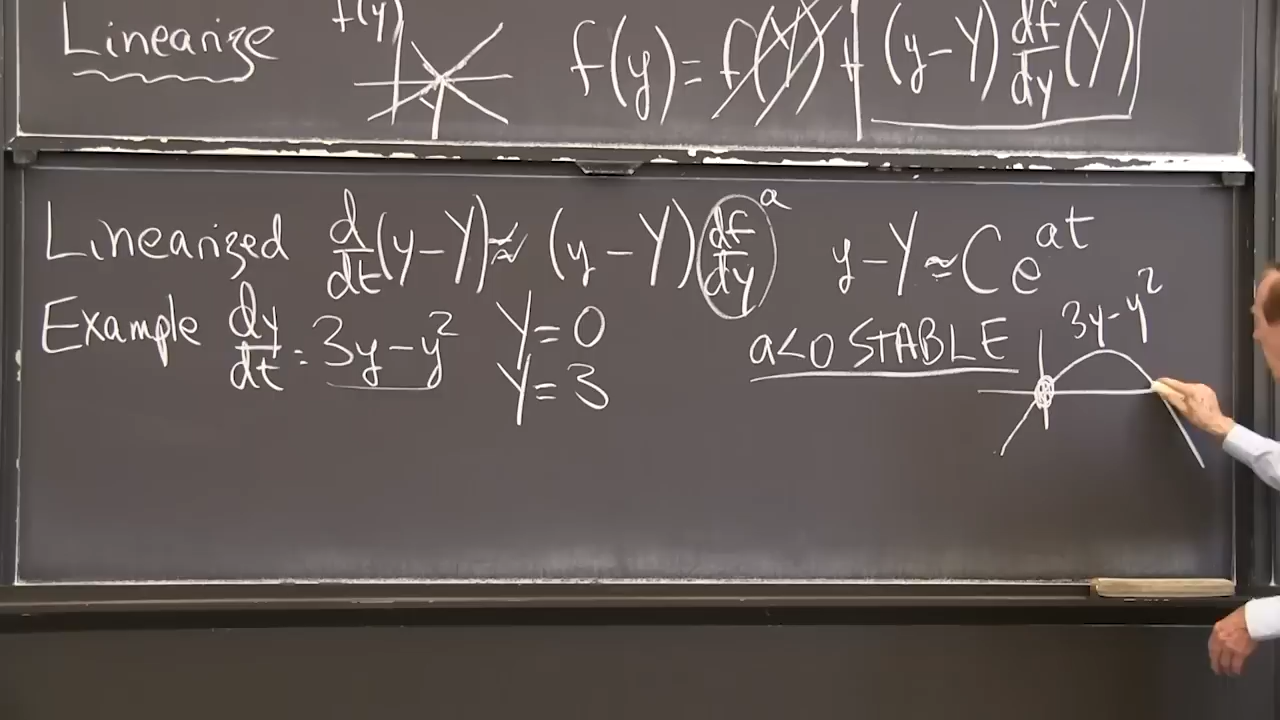 Linearize f(y) f(y) = f(Y) + (y-Y) df/dy (Y)
Linearized d/dt (y-Y) ≈ (y-Y) df/dy a y-Y ≈ C e^at
Example dy/dt = 3y-y² Y=0 a<0 STABLE 3y-y²
Y=3